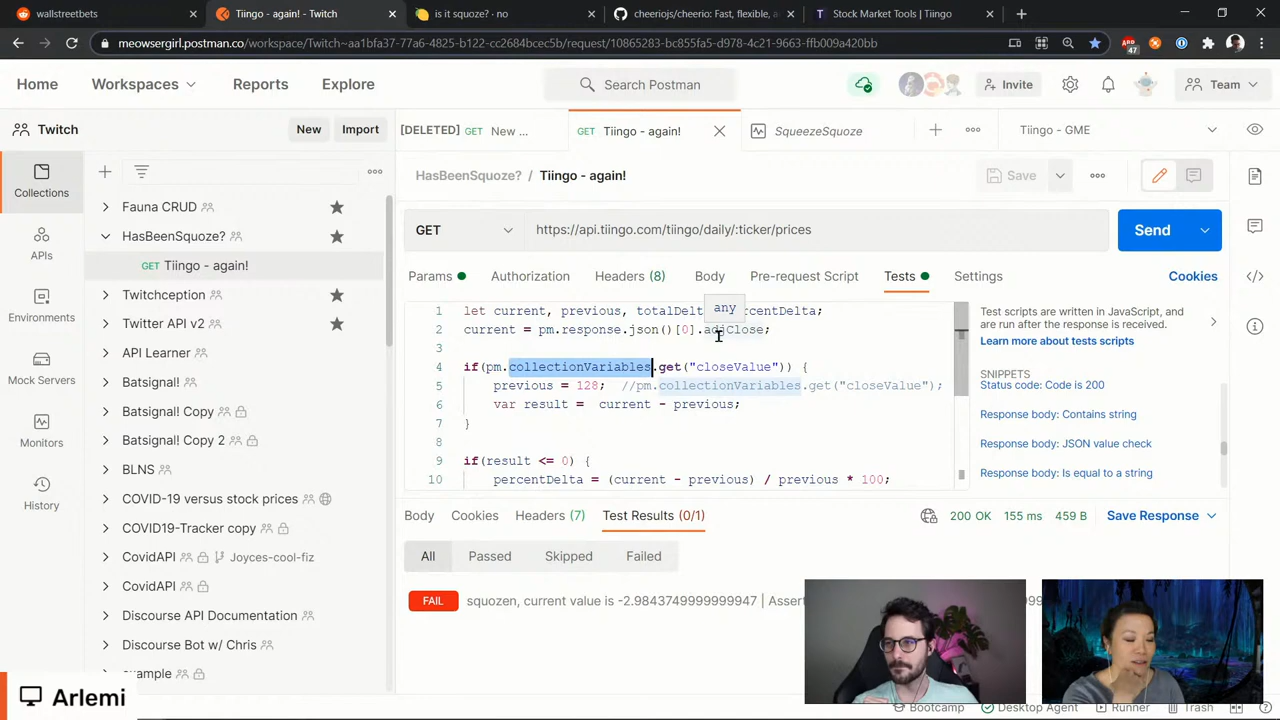 wallstreetbets
Tiingo - again!
is it squoze? - no
cheeriojs/cheerio: Fast, flexible, a
Stock Market Tools | Tiingo
meowsergirl.postman.co/workspace/Twitch~aa1bfa37-77a6-4825-b122-cc2684bcec5b/request/10865283-bc855fa5-d978-4c21-9663-ffb009a420bb
47
Home
Workspaces
Reports
Explore
Search Postman
Invite
Team
Twitch
New
Import
[DELETED] GET New ...
GET Tiingo - again!
SqueezeSquoze
Tiingo - GME
Collections
APIs
Environments
Mock Servers
Monitors
History
Fauna CRUD
HasBeenSquoze?
GET Tiingo - again!
Twitchception
Twitter API v2
API Learner
Batsignal!
Batsignal! Copy
Batsignal! Copy 2
BLNS
COVID-19 versus stock prices
COVID19-Tracker copy
CovidAPI Joyces-cool-fiz
CovidAPI
Discourse API Documentation
Discourse Bot w/ Chris
example
HasBeenSquoze? / Tiingo - again!
Save
GET
https://api.tiingo.com/tiingo/daily/:ticker/prices
Send
Params
Authorization
Headers (8)
Body
Pre-request Script
Tests
Settings
Cookies
any
1 let current, previous, totalDelt
2 current = pm.response.json()[0].adjClose;
3
4 if(pm.collectionVariables.get("closeValue")) {
5 previous = 128; //pm.collectionVariables.get("closeValue");
6 var result = current - previous;
7 }
8
9 if(result <= 0) {
10 percentDelta = (current - previous) / previous * 100;
Test scripts are written in JavaScript, and
are run after the response is received.
Learn more about tests scripts
SNIPPETS
Status code: Code is 200
Response body: Contains string
Response body: JSON value check
Response body: Is equal to a string
Body
Cookies
Headers (7)
Test Results (0/1)
200 OK
155 ms
459 B
Save Response
All
Passed
Skipped
Failed
FAIL
squozen, current value is -2.9843749999999947 | Assert
Arlemi
Bootcamp
Desktop Agent
Runner
Trash